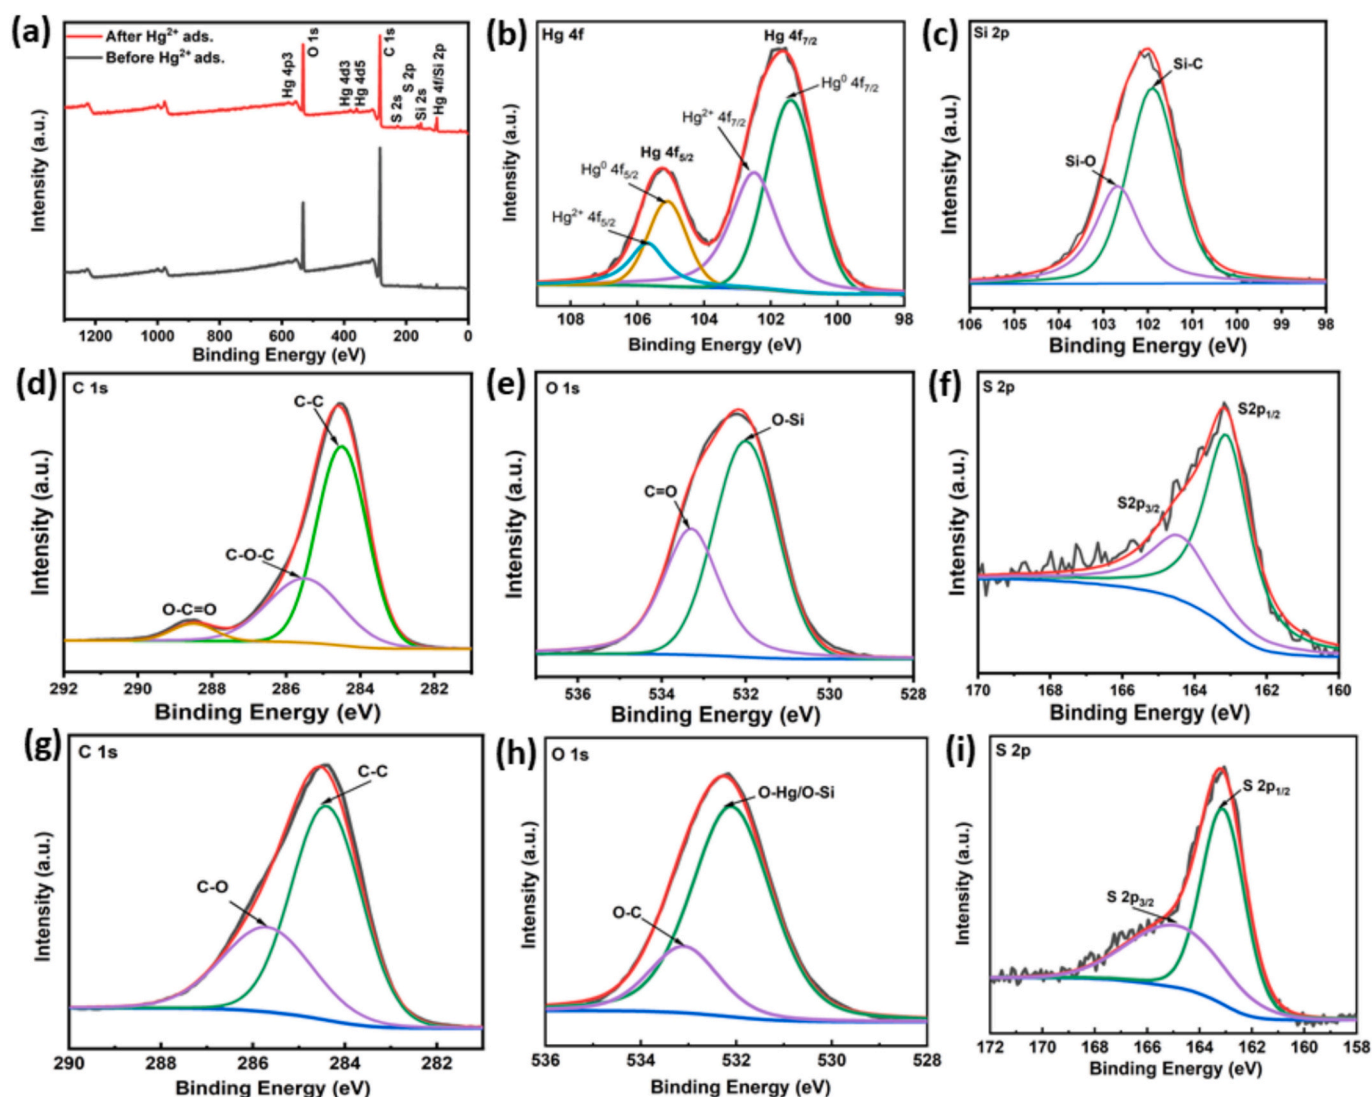 (a)
After Hg²⁺ ads.
Before Hg²⁺ ads.
Hg 4p3
O 1s
Hg 4d3
Hg 4d5
C 1s
S 2s
S 2p
Si 2s
Hg 4f/Si 2p
Intensity (a.u.)
1200 1000 800 600 400 200 0
Binding Energy (eV)
(b)
Hg 4f
Hg 4f₇/₂
Hg⁰ 4f₇/₂
Hg²⁺ 4f₇/₂
Hg 4f₅/₂
Hg⁰ 4f₅/₂
Hg²⁺ 4f₅/₂
Intensity (a.u.)
108 106 104 102 100 98
Binding Energy (eV)
(c)
Si 2p
Si-C
Si-O
Intensity (a.u.)
106 105 104 103 102 101 100 99 98
Binding Energy (eV)
(d)
C 1s
C-C
C-O-C
O-C=O
Intensity (a.u.)
292 290 288 286 284 282
Binding Energy (eV)
(e)
O 1s
O-Si
C=O
Intensity (a.u.)
536 534 532 530 528
Binding Energy (eV)
(f)
S 2p
S2p₁/₂
S2p₃/₂
Intensity (a.u.)
170 168 166 164 162 160
Binding Energy (eV)
(g)
C 1s
C-C
C-O
Intensity (a.u.)
290 288 286 284 282
Binding Energy (eV)
(h)
O 1s
O-Hg/O-Si
O-C
Intensity (a.u.)
536 534 532 530 528
Binding Energy (eV)
(i)
S 2p
S 2p₁/₂
S 2p₃/₂
Intensity (a.u.)
172 170 168 166 164 162 160 158
Binding Energy (eV)